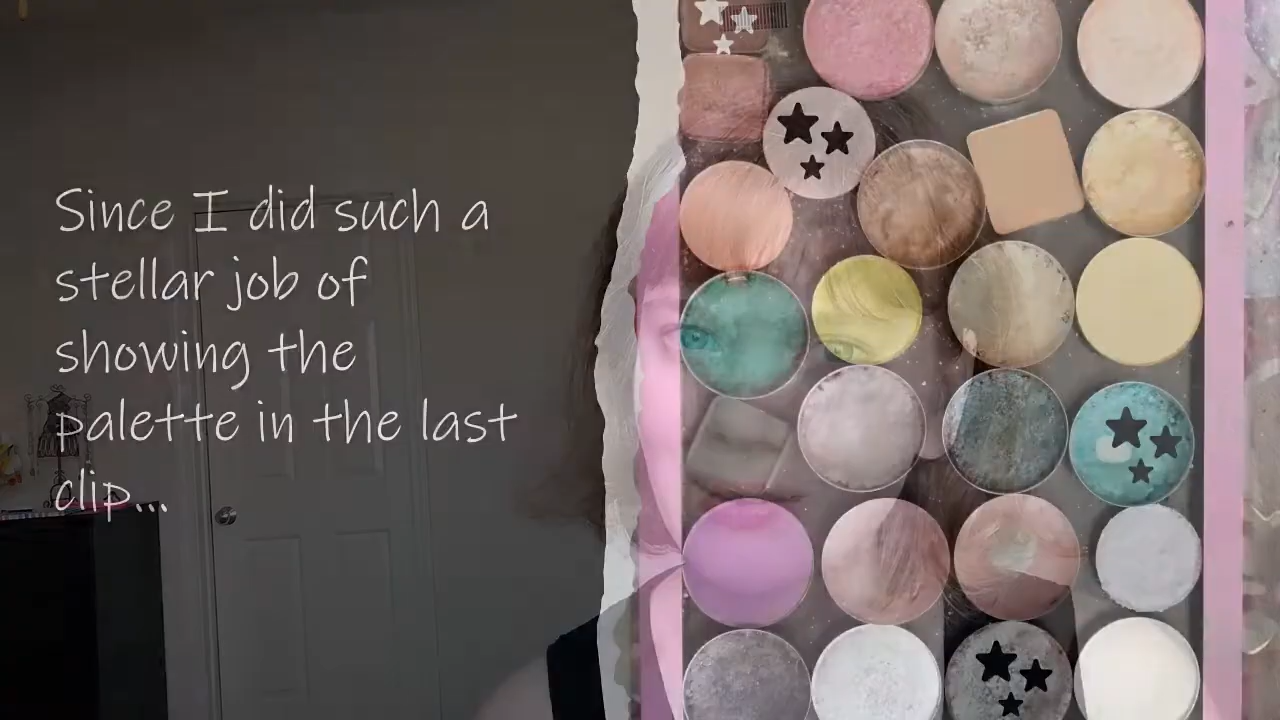 Since I did such a
stellar job of
showing the
palette in the last
clip...